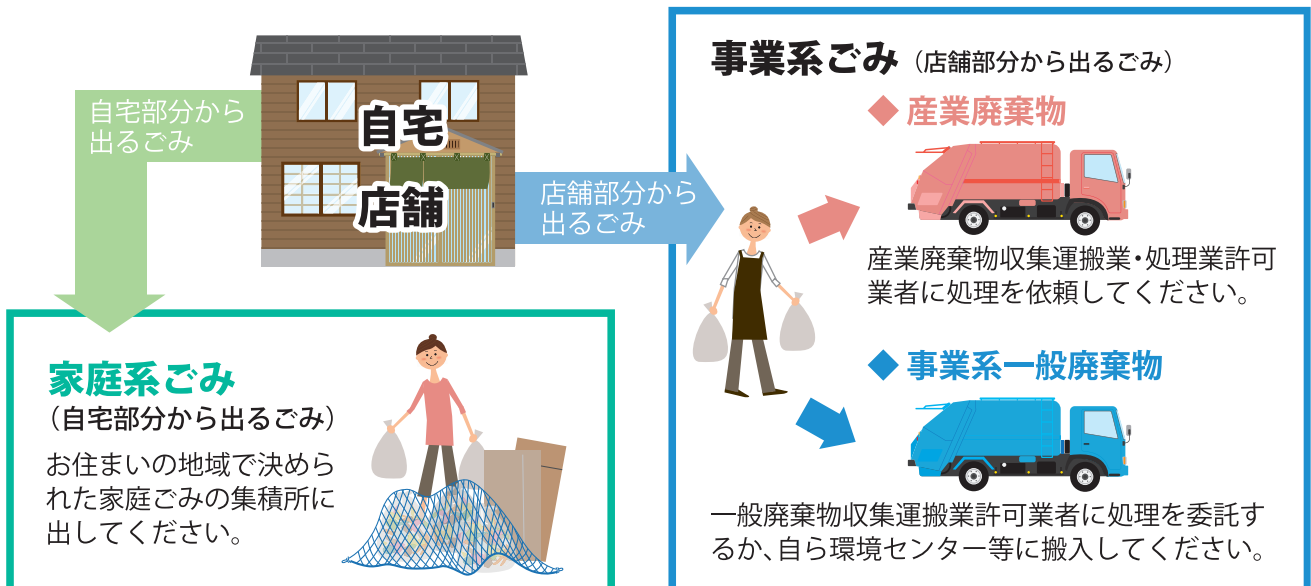 自宅
店舗
自宅部分から
出るごみ
店舗部分から
出るごみ
家庭系ごみ
（自宅部分から出るごみ）
お住まいの地域で決めら
れた家庭ごみの集積所に
出してください。
事業系ごみ（店舗部分から出るごみ）
◆ 産業廃棄物
産業廃棄物収集運搬業・処理業許可
業者に処理を依頼してください。
◆ 事業系一般廃棄物
一般廃棄物収集運搬業許可業者に処理を委託す
るか、自ら環境センター等に搬入してください。